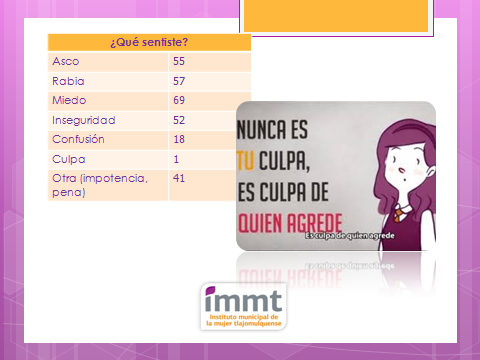 ¿Qué sentiste?
Asco 55
Rabia 57
Miedo 69
Inseguridad 52
Confusión 18
Culpa 1
Otra (impotencia, 41
pena)
NUNCA ES
TU CULPA,
ES CULPA DE
QUIEN AGREDE
Es culpa de quien agrede
immt
Instituto municipal de
la mujer tlajomulquense